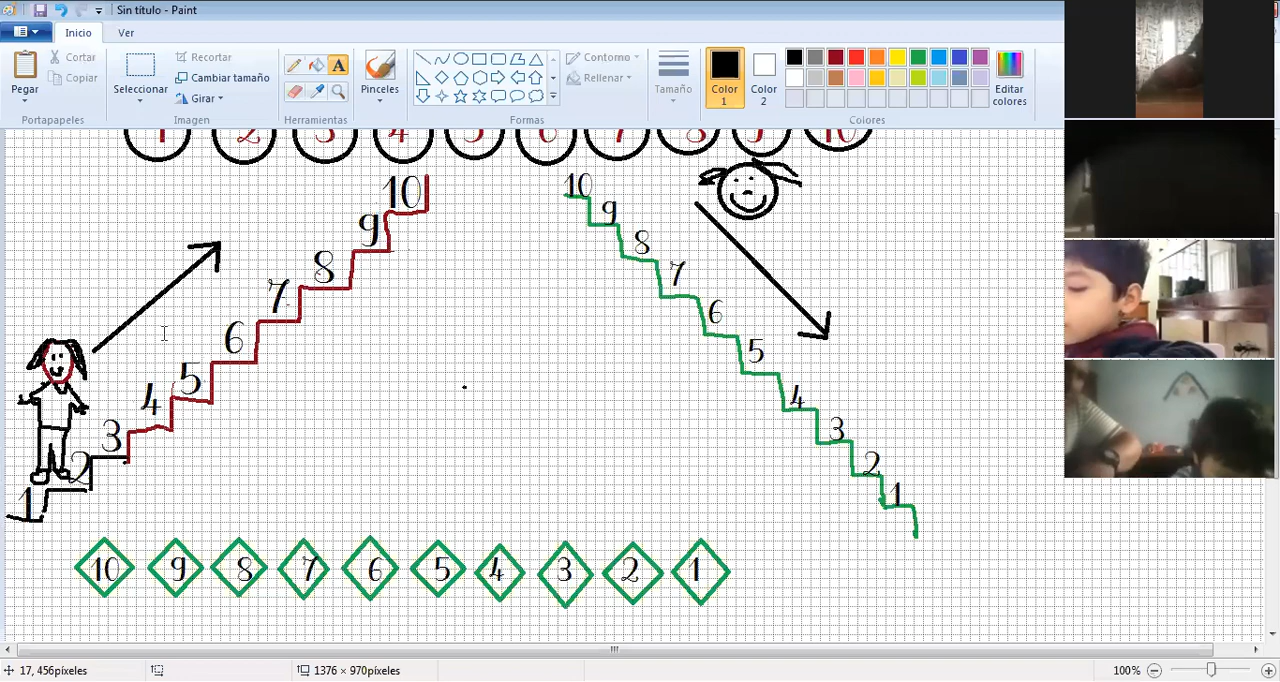 Sin título - Paint
Inicio Ver
Pegar
Cortar
Copiar
Portapapeles
Seleccionar
Recortar
Cambiar tamaño
Girar
Imagen
A
Herramientas
Pinceles
Formas
Contorno
Rellenar
Tamaño
Color 1
Color 2
Editar colores
Colores
1 2 3 4 5 6 7 8 9 10
1
2
3
4
5
6
7
8
9
10
10
9
8
7
6
5
4
3
2
1
10 9 8 7 6 5 4 3 2 1
17, 456píxeles
1376 × 970píxeles
100%